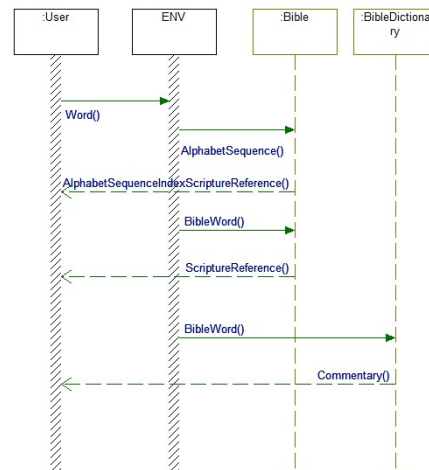 :User
ENV
:Bible
:BibleDictiona
ry
Word()
AlphabetSequence()
AlphabetSequenceIndexScriptureReference()
BibleWord()
ScriptureReference()
BibleWord()
Commentary()